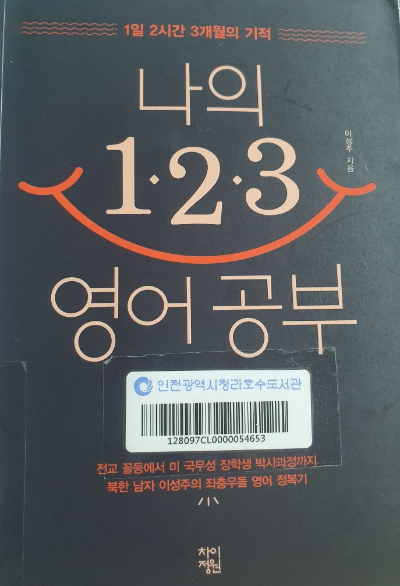 1일 2시간 3개월의 기적
나의
1·2·3
이성주 지음
영어 공부
인천광역시청라호수도서관
128097CL0000054653
전교 꼴등에서 미 국무성 장학생 박사과정까지
북한 남자 이성주의 좌충우돌 영어 정복기
차이
정원